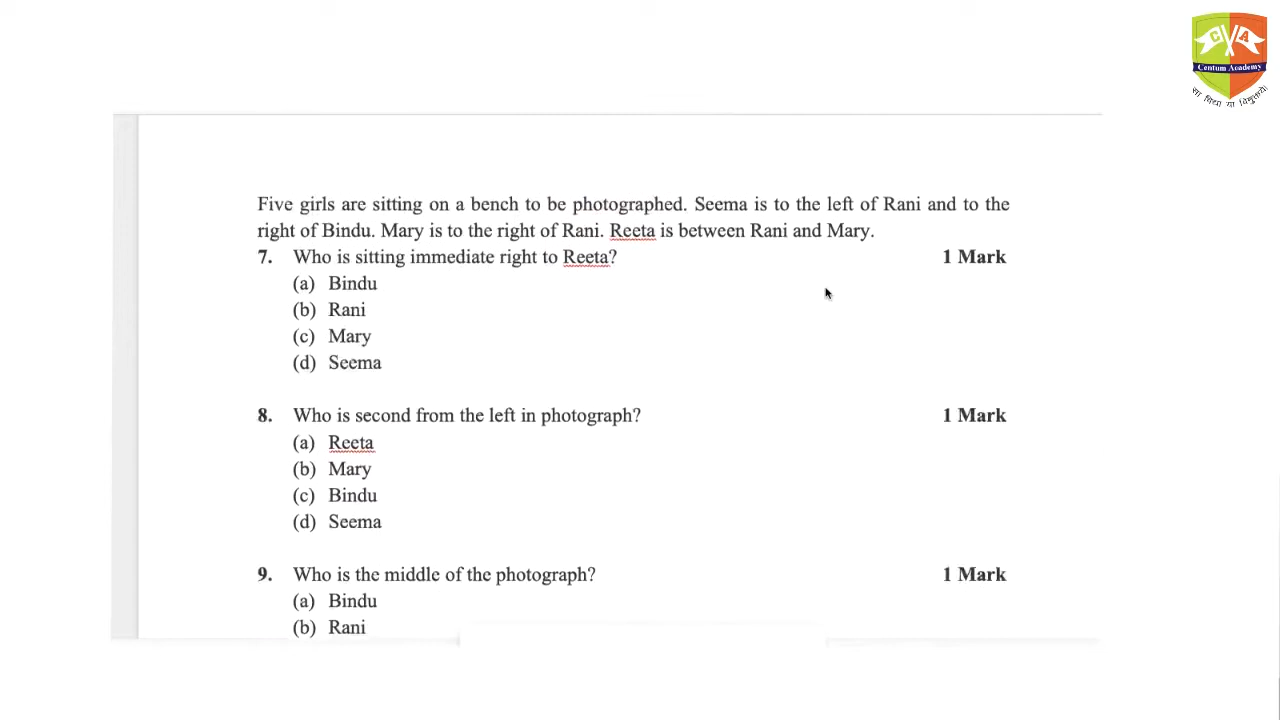 C A
Centum Academy
सा विद्या या विमुक्तये
Five girls are sitting on a bench to be photographed. Seema is to the left of Rani and to the
right of Bindu. Mary is to the right of Rani. Reeta is between Rani and Mary.
7. Who is sitting immediate right to Reeta? 1 Mark
(a) Bindu
(b) Rani
(c) Mary
(d) Seema
8. Who is second from the left in photograph? 1 Mark
(a) Reeta
(b) Mary
(c) Bindu
(d) Seema
9. Who is the middle of the photograph? 1 Mark
(a) Bindu
(b) Rani